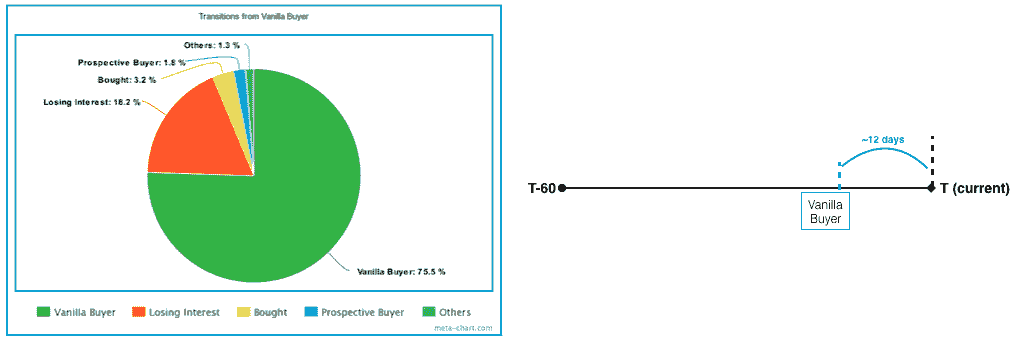 Transitions from Vanilla Buyer
Others: 1.3 %
Prospective Buyer: 1.8 %
Bought: 3.2 %
Losing Interest: 18.2 %
Vanilla Buyer: 75.5 %
Vanilla Buyer Losing Interest Bought Prospective Buyer Others
meta-chart.com
~12 days
T-60
T (current)
Vanilla
Buyer